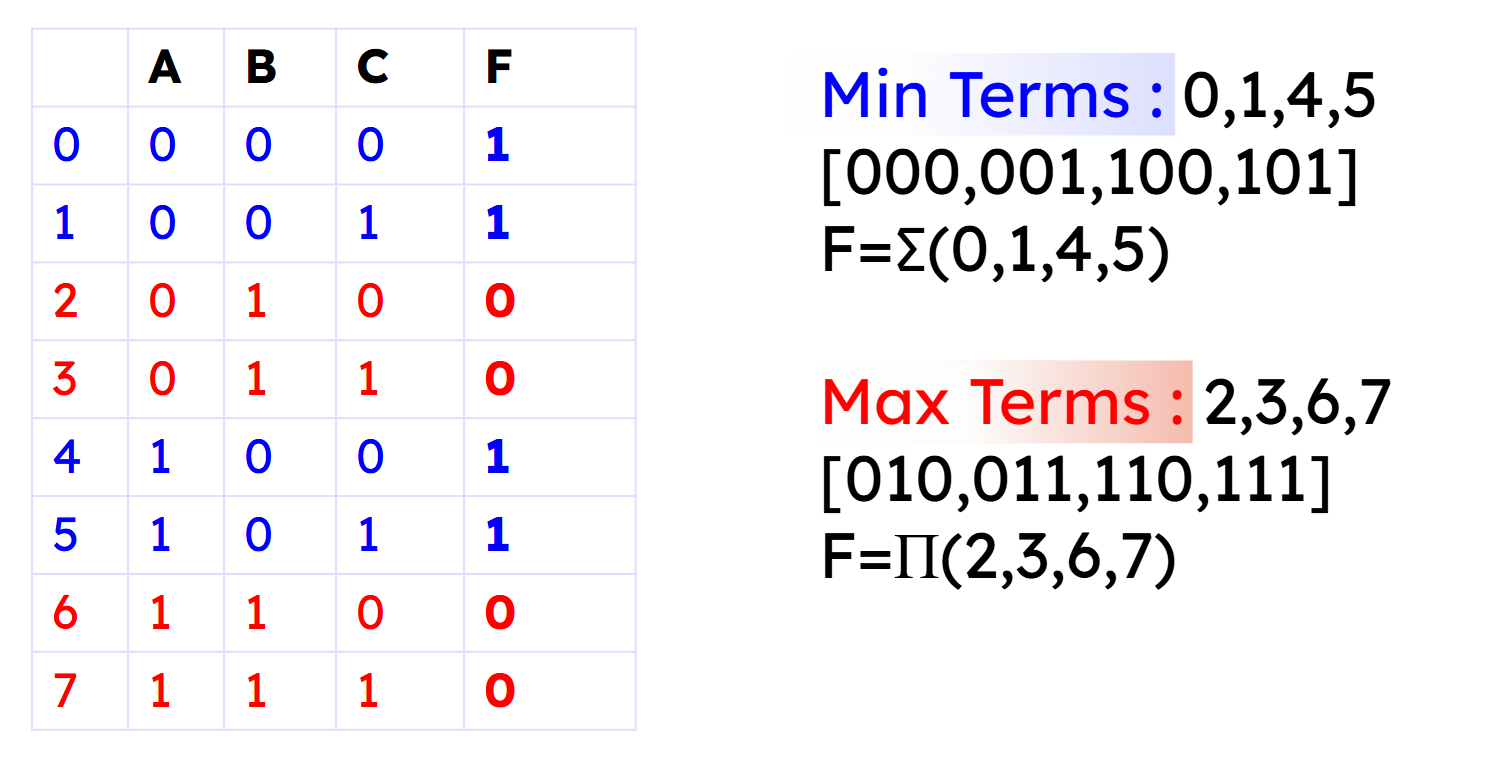 A B C F
0 0 0 0 1
1 0 0 1 1
2 0 1 0 0
3 0 1 1 0
4 1 0 0 1
5 1 0 1 1
6 1 1 0 0
7 1 1 1 0
Min Terms : 0,1,4,5
[000,001,100,101]
F=Σ(0,1,4,5)
Max Terms : 2,3,6,7
[010,011,110,111]
F=Π(2,3,6,7)